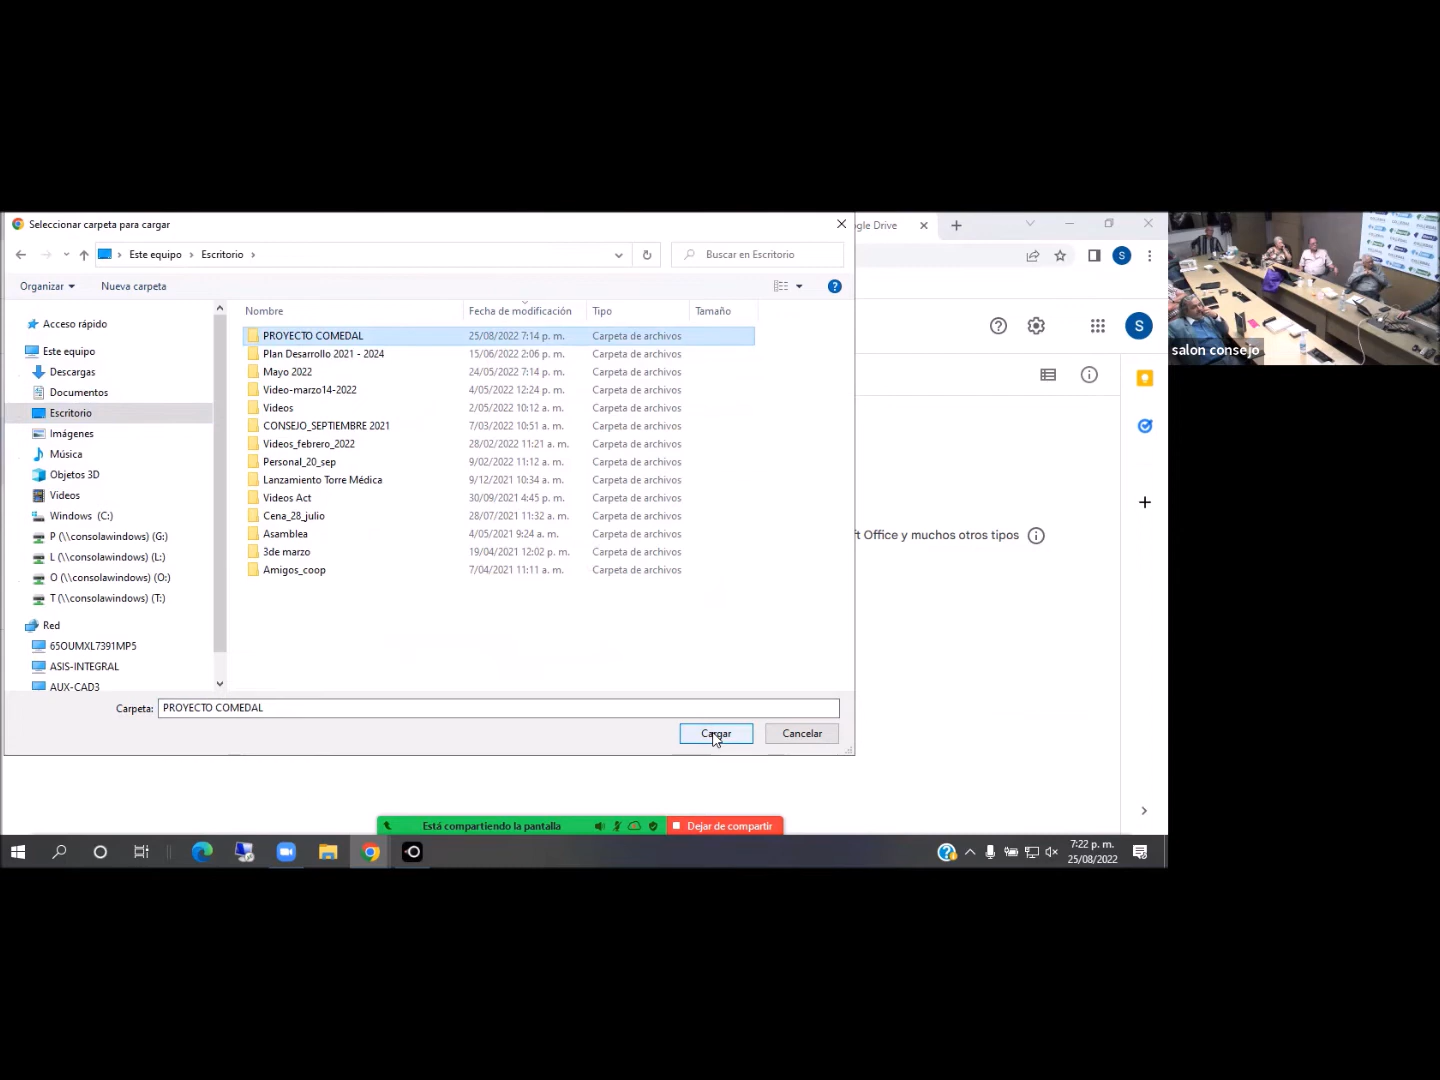 Seleccionar carpeta para cargar
gle Drive
Este equipo
Escritorio
Buscar en Escritorio
S
Organizar
Nueva carpeta
Nombre
Fecha de modificación
Tipo
Tamaño
Acceso rápido
Este equipo
Descargas
Documentos
Escritorio
Imágenes
Música
Objetos 3D
Videos
Windows (C:)
P (\\consolawindows) (G:)
L (\\consolawindows) (L:)
O (\\consolawindows) (O:)
T (\\consolawindows) (T:)
Red
65OUMXL7391MP5
ASIS-INTEGRAL
AUX-CAD3
PROYECTO COMEDAL 25/08/2022 7:14 p. m. Carpeta de archivos
Plan Desarrollo 2021 - 2024 15/06/2022 2:06 p. m. Carpeta de archivos
Mayo 2022 24/05/2022 7:14 p. m. Carpeta de archivos
Video-marzo14-2022 4/05/2022 12:24 p. m. Carpeta de archivos
Videos 2/05/2022 10:12 a. m. Carpeta de archivos
CONSEJO_SEPTIEMBRE 2021 7/03/2022 10:51 a. m. Carpeta de archivos
Videos_febrero_2022 28/02/2022 11:21 a. m. Carpeta de archivos
Personal_20_sep 9/02/2022 11:12 a. m. Carpeta de archivos
Lanzamiento Torre Médica 9/12/2021 10:34 a. m. Carpeta de archivos
Videos Act 30/09/2021 4:45 p. m. Carpeta de archivos
Cena_28_julio 28/07/2021 11:32 a. m. Carpeta de archivos
Asamblea 4/05/2021 9:24 a. m. Carpeta de archivos
3de marzo 19/04/2021 12:02 p. m. Carpeta de archivos
Amigos_coop 7/04/2021 11:11 a. m. Carpeta de archivos
Carpeta: PROYECTO COMEDAL
Cargar
Cancelar
S
ft Office y muchos otros tipos
salon consejo
Está compartiendo la pantalla
Dejar de compartir
7:22 p. m.
25/08/2022